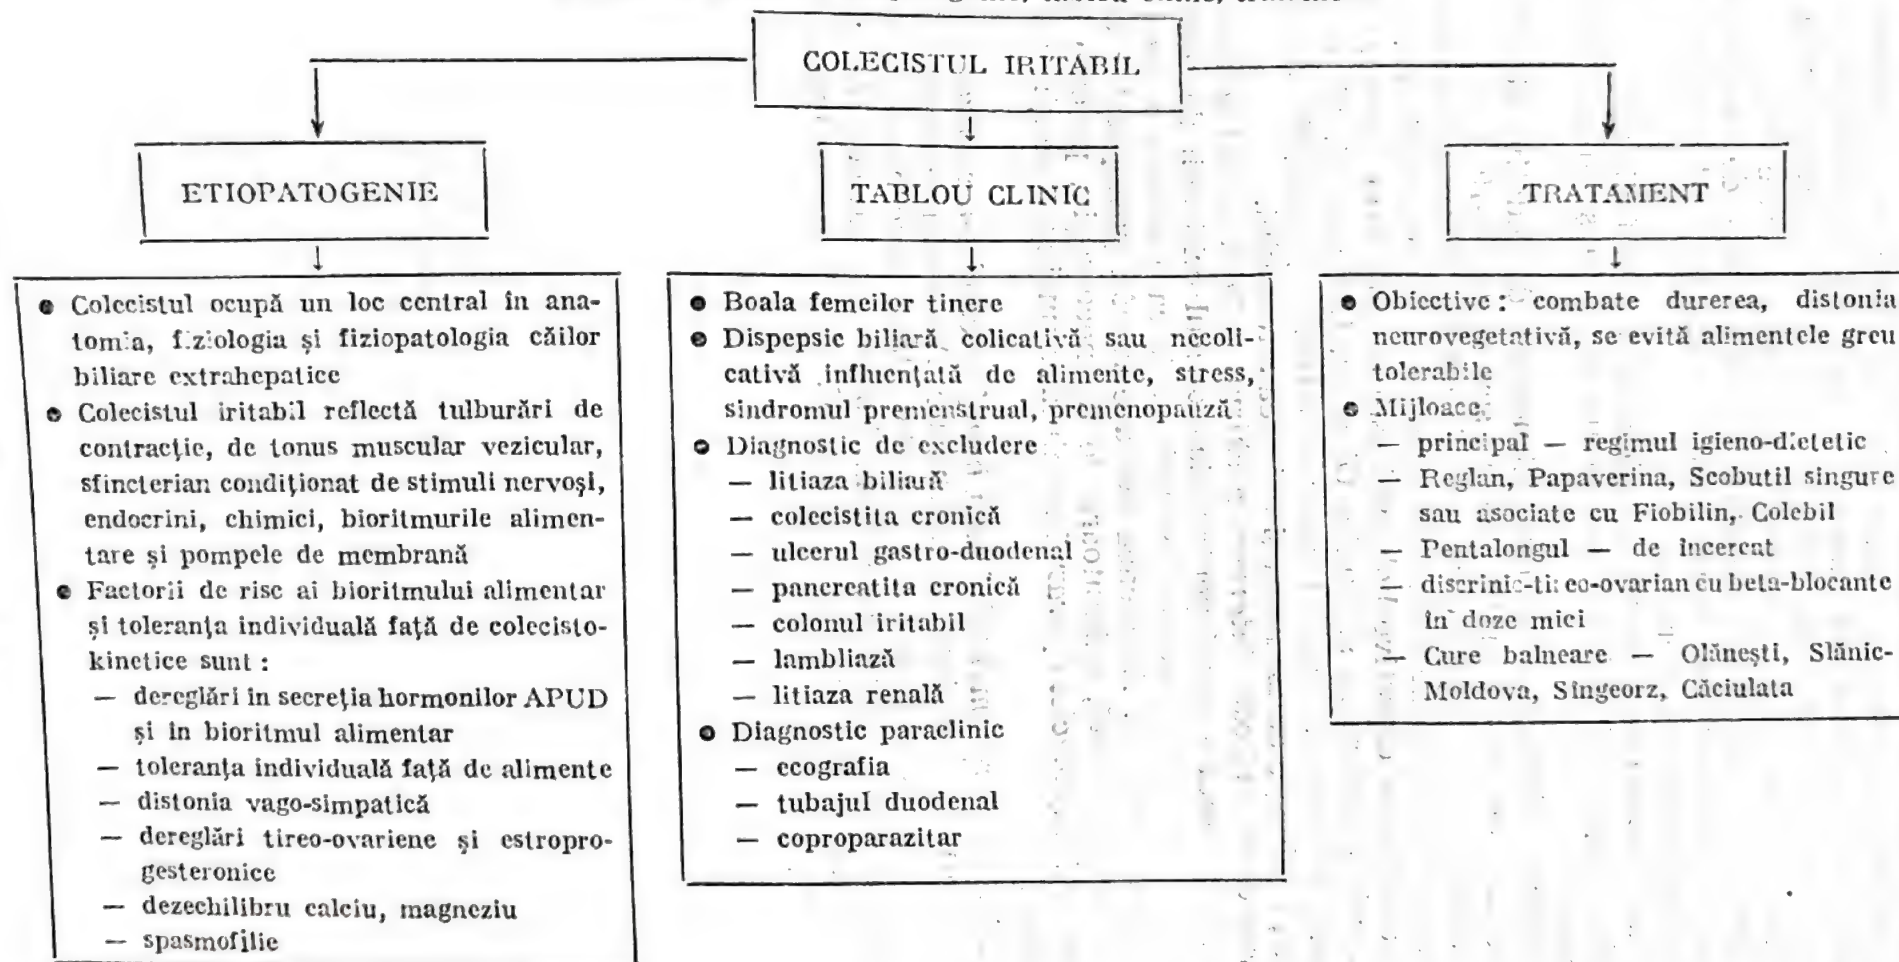 COLECISTUL IRITABIL
ETIOPATOGENIE
● Colecistul ocupă un loc central în ana-
tomia, fiziologia și fiziopatologia căilor
biliare extrahepatice
● Colecistul iritabil reflectă tulburări de
contracție, de tonus muscular vezicular,
sfincterian condiționat de stimuli nervoși,
endocrini, chimici, bioritmurile alimen-
tare și pompele de membrană
● Factorii de risc ai bioritmului alimentar
și toleranța individuală față de colecisto-
kinetice sunt :
— dereglări în secreția hormonilor APUD
și în bioritmul alimentar
— toleranța individuală față de alimente
— distonia vago-simpatică
— dereglări tireo-ovariene și estropro-
gesteronice
— dezechilibru calciu, magneziu
— spasmofilie
TABLOU CLINIC
● Boala femeilor tinere
● Dispepsie biliară colicativă sau necoli-
cativă influențată de alimente, stress,
sindromul premenstrual, premenopauză
● Diagnostic de excludere
— litiaza biliară
— colecistita cronică
— ulcerul gastro-duodenal
— pancreatita cronică
— colonul iritabil
— lambliază
— litiaza renală
● Diagnostic paraclinic
— ecografia
— tubajul duodenal
— coproparazitar
TRATAMENT
● Obiective : combate durerea, distonia
neurovegetativă, se evită alimentele greu
tolerabile
● Mijloace
— principal — regimul igieno-dietetic
— Reglan, Papaverina, Scobutil singure
sau asociate cu Fiobilin, Colebil
— Pentalongul — de încercat
— cu beta-blocante
în doze mici
— Cure balneare — Olănești, Slănic-
Moldova, Sîngeorz, Căciulata